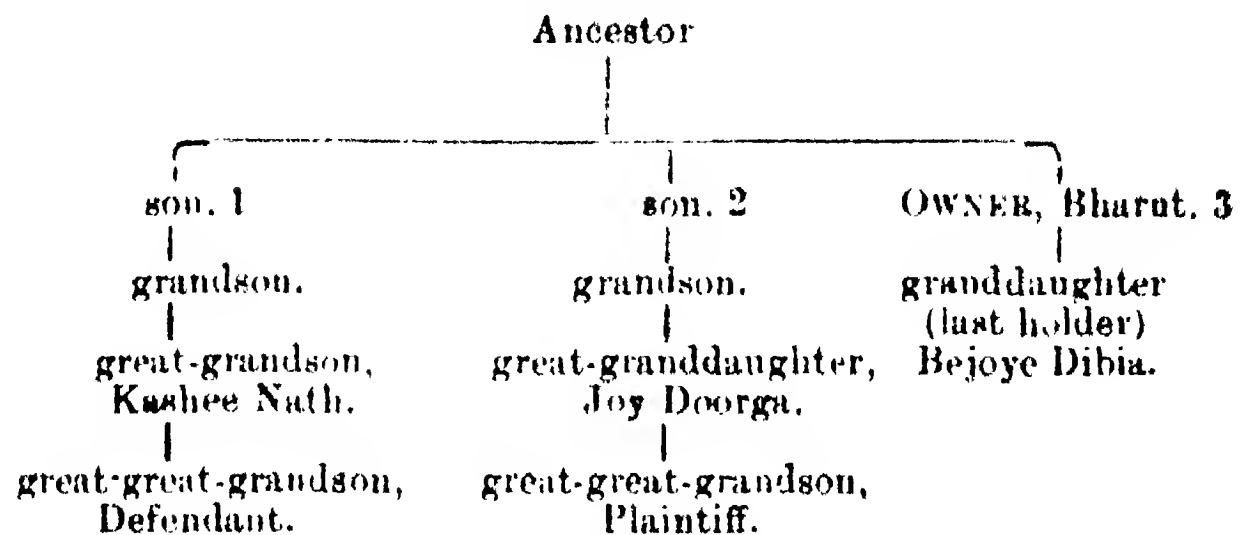 Ancestor
son. 1 son. 2 OWNER, Bharut. 3
grandson. grandson. granddaughter
(last holder)
great-grandson, great-granddaughter, Bejoye Dibia.
Kashee Nath. Joy Doorga.
great-great-grandson, great-great-grandson,
Defendant. Plaintiff.